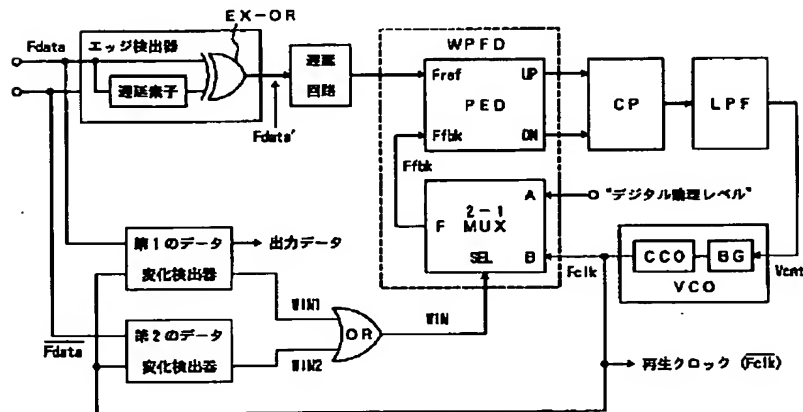 EX-OR
Fdata
エッジ検出器
遅延素子
Fdata'
遅延
回路
WPFD
Fref
UP
PED
Ffbk
DN
CP
LPF
Ffbk
A
"デジタル論理レベル"
2-1
F
MUX
SEL
B
Fclk
CCO
BG
VCO
Vcnt
第1のデータ
変化検出器
出力データ
WIN1
OR
WIN
第2のデータ
変化検出器
WIN2
Fdata
再生クロック (Fclk)